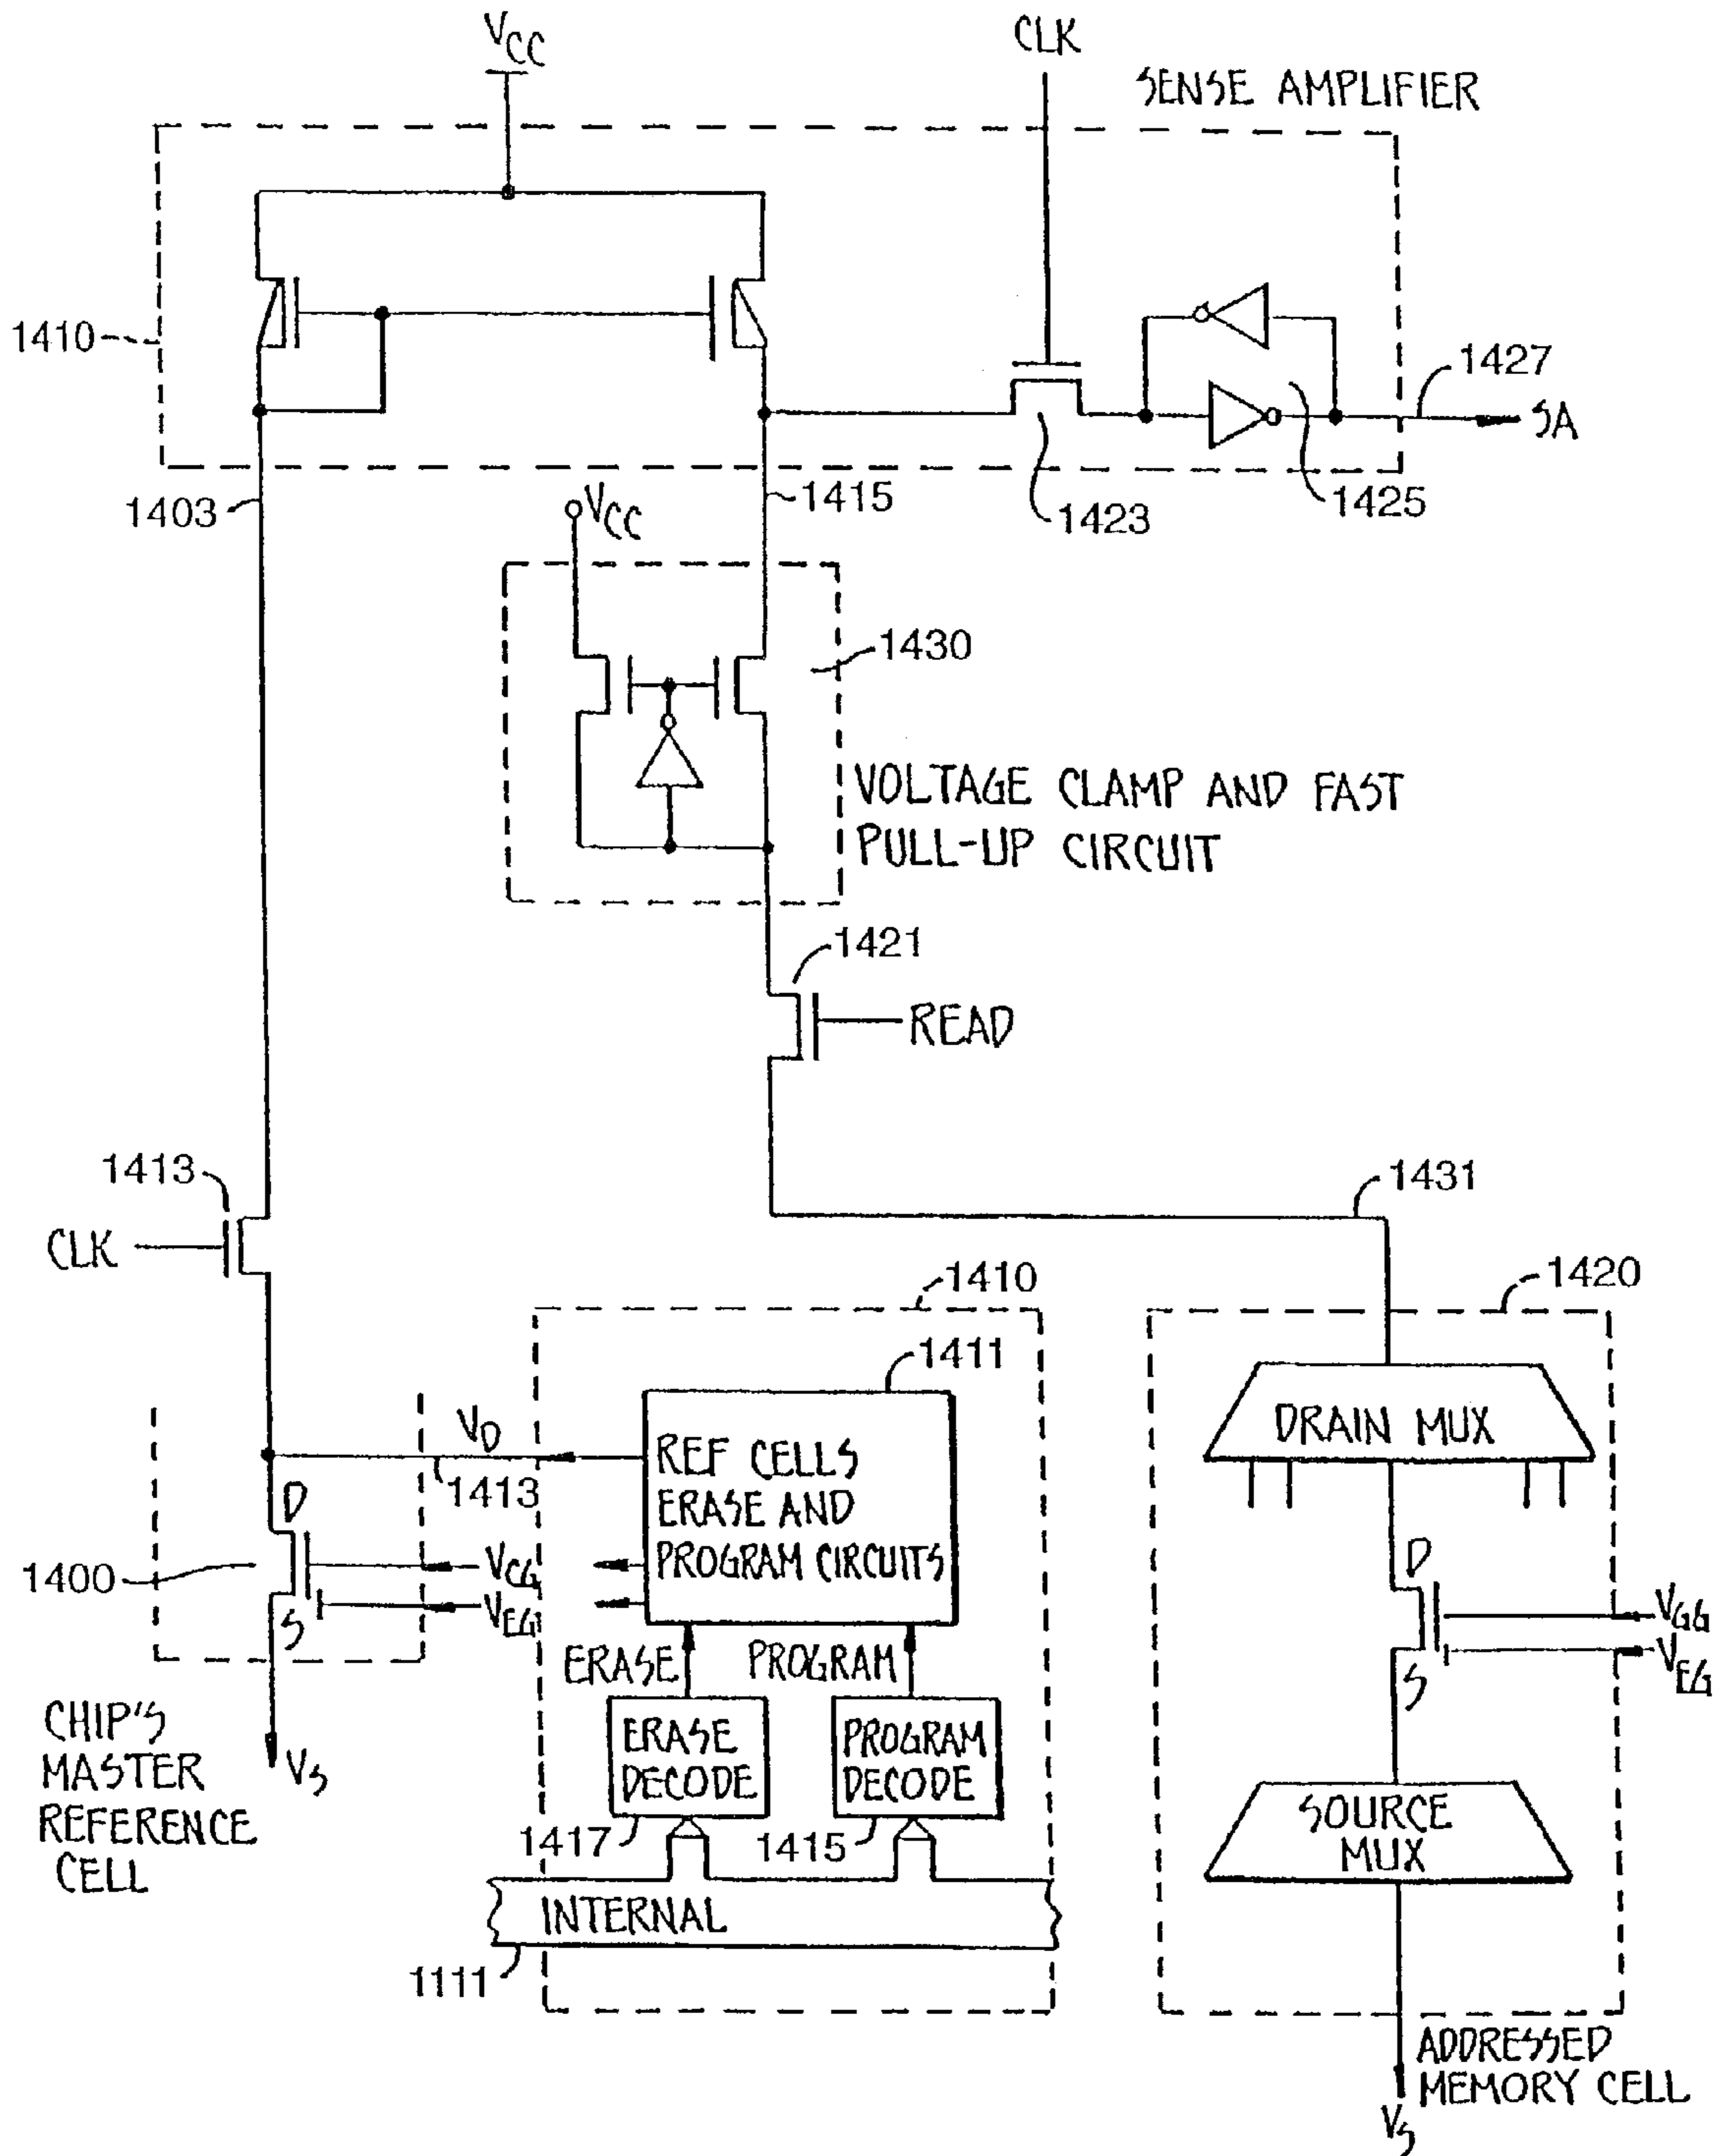 VCC
CLK
SENSE AMPLIFIER
1410
1427
SA
1403
1415
1423
1425
VCC
1430
VOLTAGE CLAMP AND FAST
PULL-UP CIRCUIT
1421
READ
1413
1431
CLK
1410
1420
1411
VD
1413
REF CELLS
ERASE AND
PROGRAM CIRCUITS
DRAIN MUX
D
1400
VCG
VEG
S
D
VGG
VEG
S
ERASE
PROGRAM
CHIP'S
MASTER
REFERENCE
CELL
VS
ERASE
DECODE
PROGRAM
DECODE
1417
1415
SOURCE
MUX
INTERNAL
1111
ADDRESSED
MEMORY CELL
VS